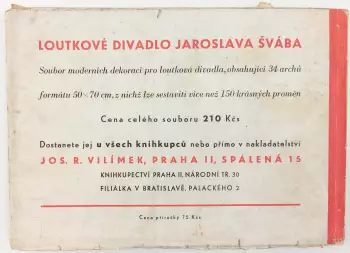 LOUTKOVÉ DIVADLO JAROSLAVA ŠVÁBA
Soubor moderních dekorací pro loutková divadla, obsahující 34 archů
formátu 50 × 70 cm, z nichž lze sestaviti více než 150 krásných proměn
Cena celého souboru 210 Kčs
Dostanete jej u všech knihkupců nebo přímo v nakladatelství
JOS. R. VILÍMEK, PRAHA II, SPÁLENÁ 15
KNIHKUPECTVÍ PRAHA II, NÁRODNÍ TŘ. 30
FILIÁLKA V BRATISLAVĚ, PALACKÉHO 2
Cena přirážky 75 Kčs